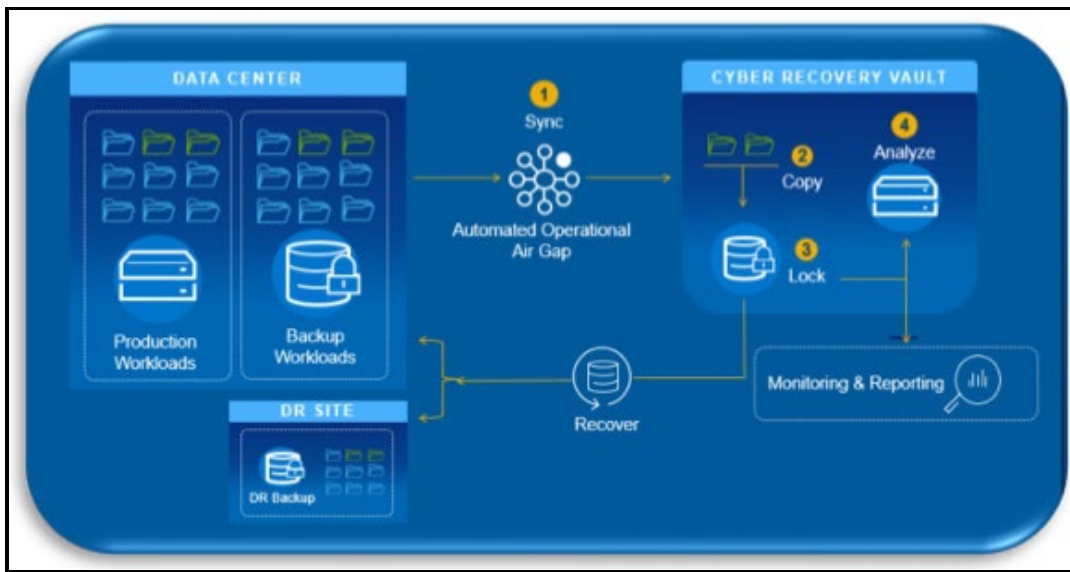 DATA CENTER
Production
Workloads
Backup
Workloads
1
Sync
Automated Operational
Air Gap
CYBER RECOVERY VAULT
2
Copy
3
Lock
4
Analyze
Monitoring & Reporting
Recover
DR SITE
DR Backup